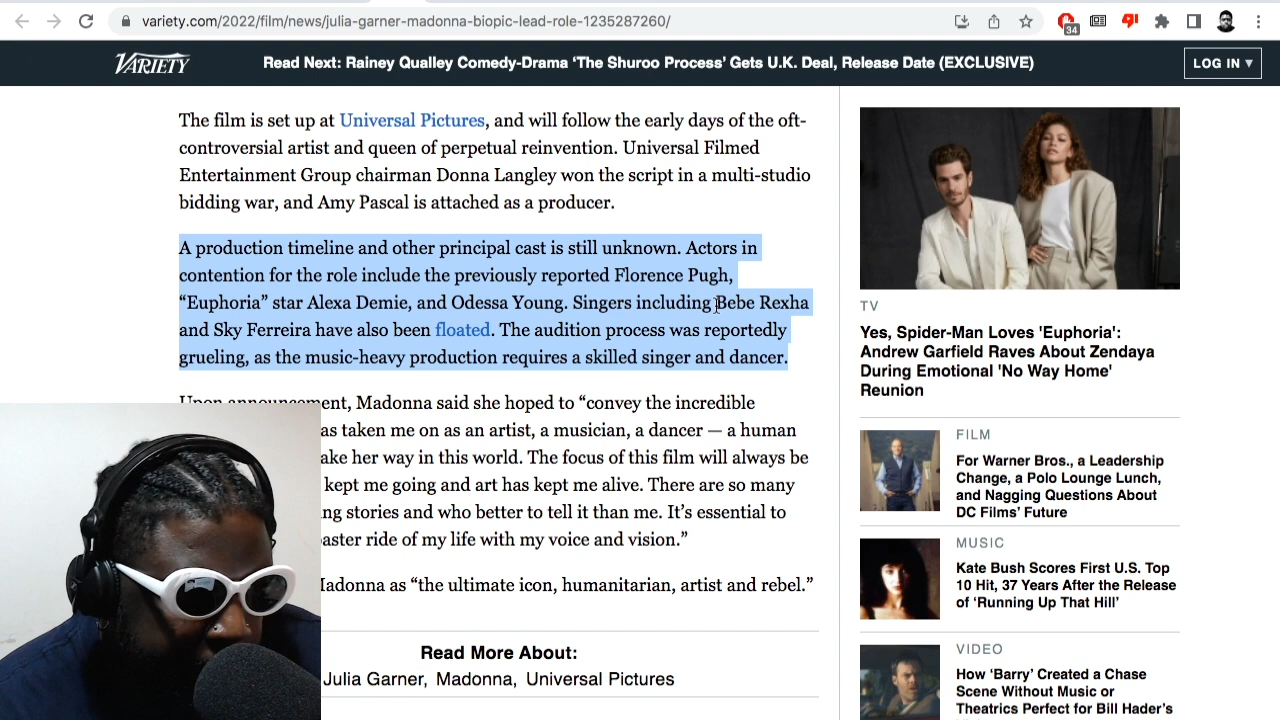 variety.com/2022/film/news/julia-garner-madonna-biopic-lead-role-1235287260/
34
VARIETY
Read Next: Rainey Qualley Comedy-Drama ‘The Shuroo Process’ Gets U.K. Deal, Release Date (EXCLUSIVE)
LOG IN ▼
The film is set up at Universal Pictures, and will follow the early days of the oft-
controversial artist and queen of perpetual reinvention. Universal Filmed
Entertainment Group chairman Donna Langley won the script in a multi-studio
bidding war, and Amy Pascal is attached as a producer.
A production timeline and other principal cast is still unknown. Actors in
contention for the role include the previously reported Florence Pugh,
“Euphoria” star Alexa Demie, and Odessa Young. Singers including Bebe Rexha
and Sky Ferreira have also been floated. The audition process was reportedly
grueling, as the music-heavy production requires a skilled singer and dancer.
Upon announcement, Madonna said she hoped to “convey the incredible
as taken me on as an artist, a musician, a dancer — a human
ake her way in this world. The focus of this film will always be
kept me going and art has kept me alive. There are so many
ng stories and who better to tell it than me. It’s essential to
aster ride of my life with my voice and vision.”
Madonna as “the ultimate icon, humanitarian, artist and rebel.”
Read More About:
Julia Garner, Madonna, Universal Pictures
TV
Yes, Spider-Man Loves 'Euphoria':
Andrew Garfield Raves About Zendaya
During Emotional 'No Way Home'
Reunion
FILM
For Warner Bros., a Leadership
Change, a Polo Lounge Lunch,
and Nagging Questions About
DC Films’ Future
MUSIC
Kate Bush Scores First U.S. Top
10 Hit, 37 Years After the Release
of ‘Running Up That Hill’
VIDEO
How ‘Barry’ Created a Chase
Scene Without Music or
Theatrics Perfect for Bill Hader’s